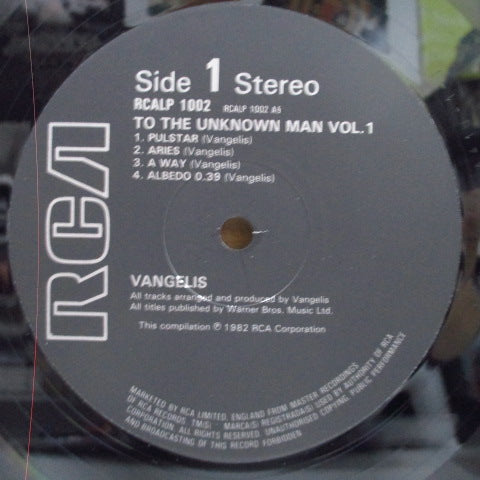 Side 1 Stereo
RCALP 1002 RCALP 1002 A5
TO THE UNKNOWN MAN VOL.1
1. PULSTAR (Vangelis)
2. ARIES (Vangelis)
3. A WAY (Vangelis)
4. ALBEDO 0.39 (Vangelis)
RCA
VANGELIS
All tracks arranged and produced by Vangelis
All titles published by Warner Bros. Music Ltd.
This compilation ℗ 1982 RCA Corporation
MARKETED BY RCA LIMITED, ENGLAND FROM MASTER RECORDINGS
OF RCA RECORDS. TM(S) MARCA(S) REGISTRADA(S) USED BY AUTHORITY OF RCA
CORPORATION. ALL RIGHTS RESERVED. UNAUTHORISED COPYING, PUBLIC PERFORMANCE
AND BROADCASTING OF THIS RECORD FORBIDDEN